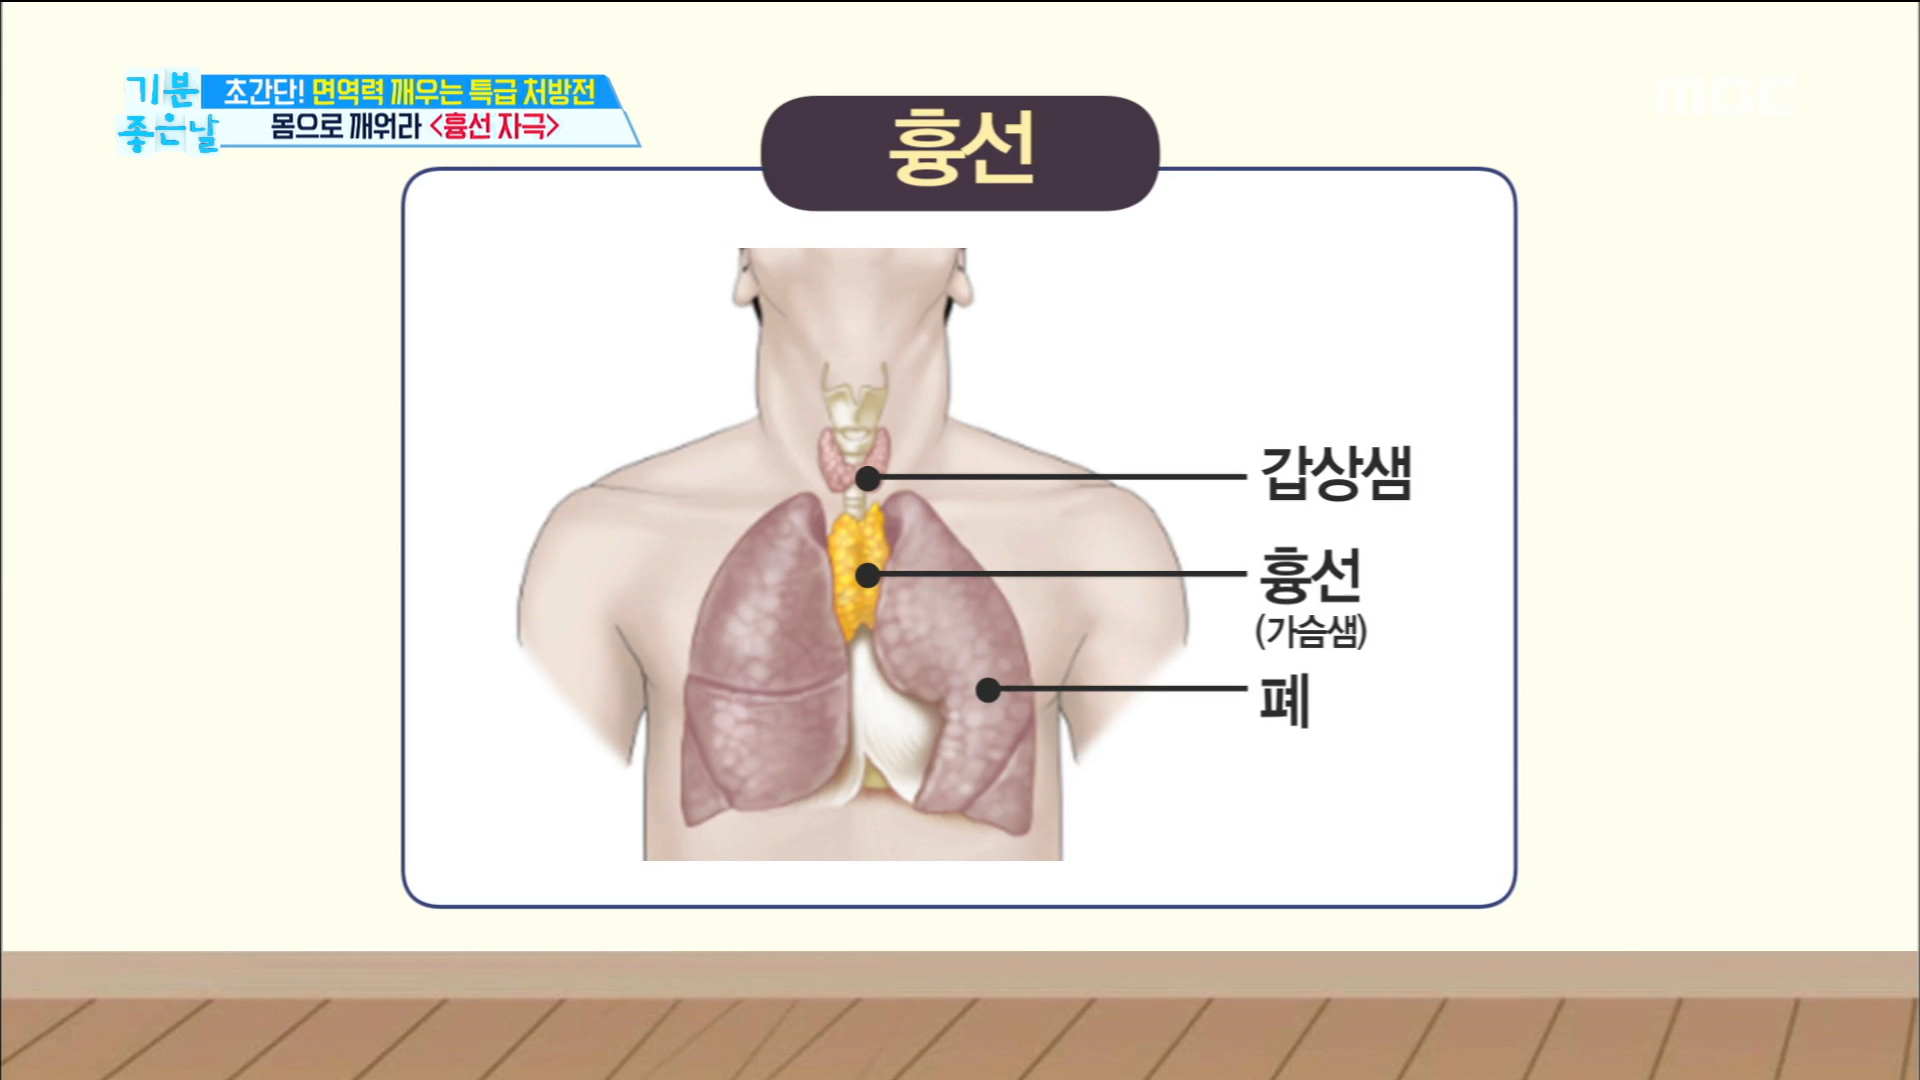 기분
좋은날
초간단! 면역력 깨우는 특급 처방전
몸으로 깨워라 <흉선 자극>
MBC
흉선
갑상샘
흉선
(가슴샘)
폐